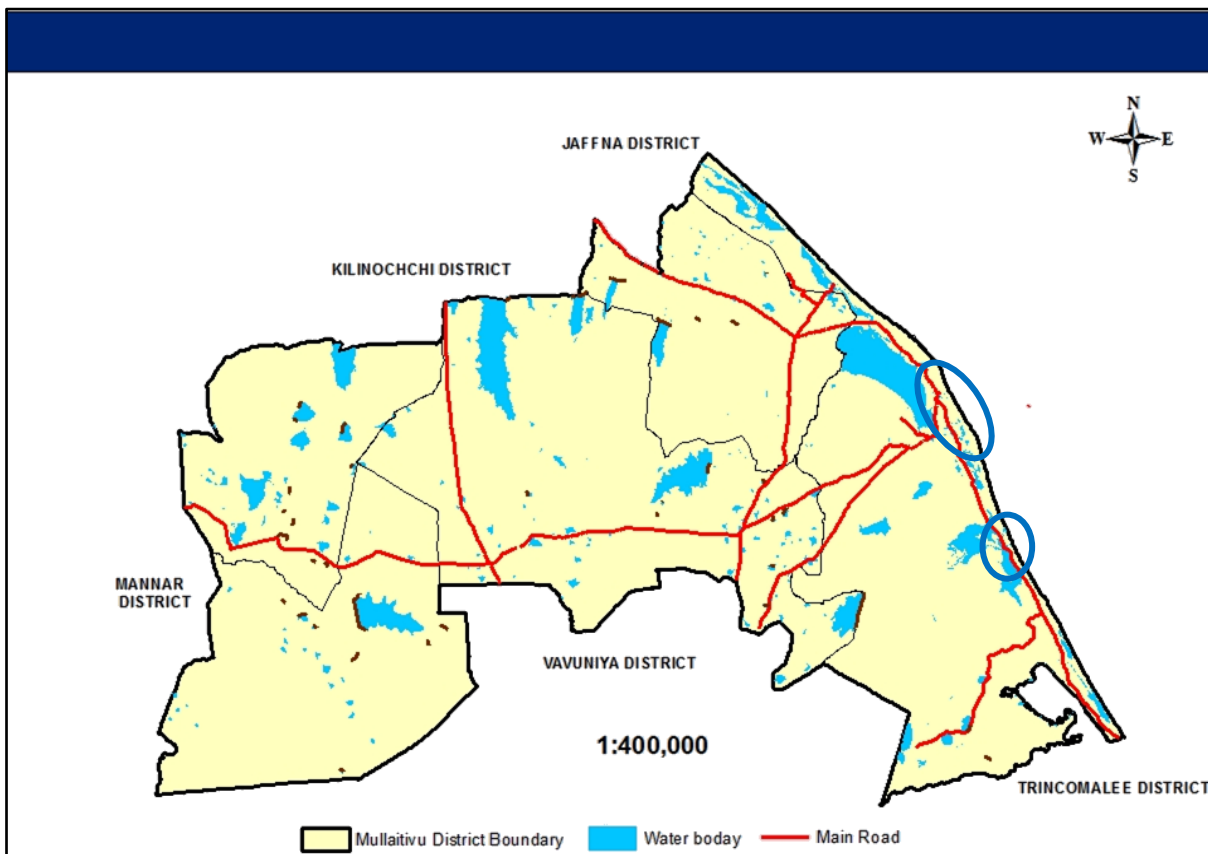 N
W E
S
JAFFNA DISTRICT
KILINOCHCHI DISTRICT
MANNAR
DISTRICT
VAVUNIYA DISTRICT
1:400,000
TRINCOMALEE DISTRICT
Mullaitivu District Boundary Water boday Main Road